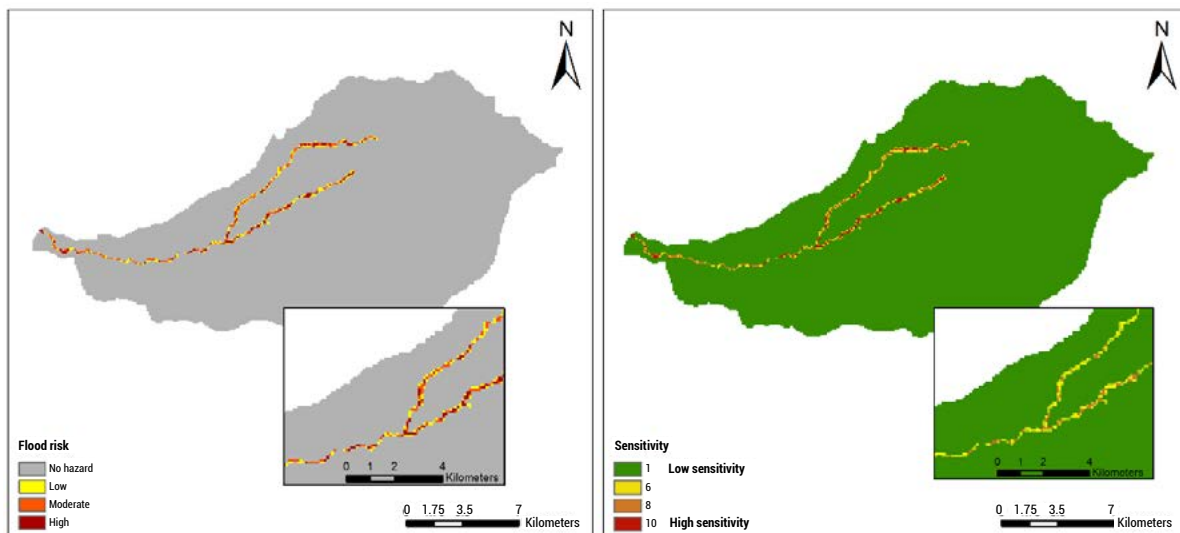 N
Flood risk
No hazard
Low
Moderate
High
0 1 2 4
Kilometers
0 1.75 3.5 7
Kilometers
N
Sensitivity
1 Low sensitivity
6
8
10 High sensitivity
0 1 2 4
Kilometers
0 1.75 3.5 7
Kilometers